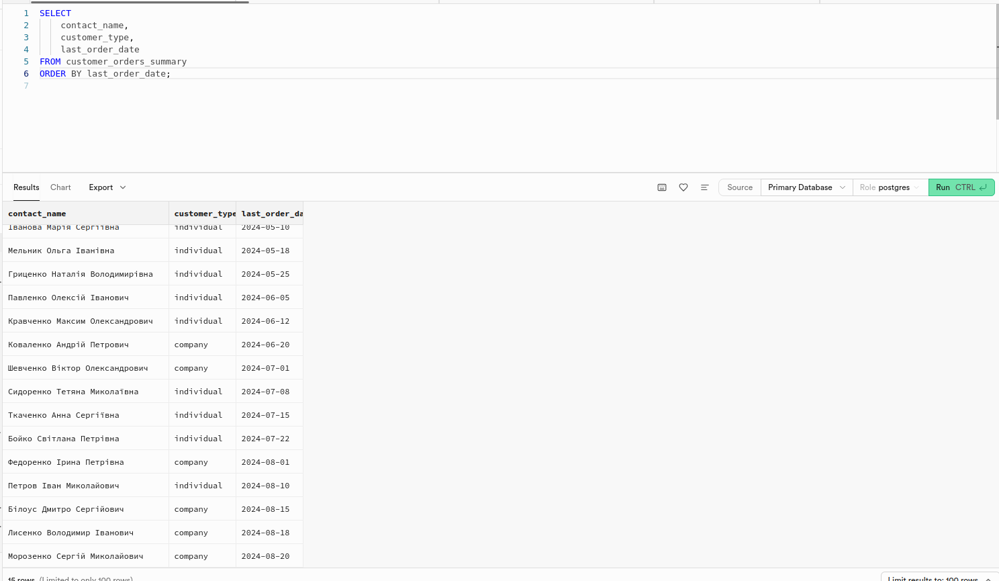 1 SELECT
2 contact_name,
3 customer_type,
4 last_order_date
5 FROM customer_orders_summary
6 ORDER BY last_order_date;
7
Results Chart Export Source Primary Database Role postgres Run CTRL
contact_name customer_type last_order_da
Іванова Марія Сергіївна individual 2024-05-10
Мельник Ольга Іванівна individual 2024-05-18
Гриценко Наталія Володимирівна individual 2024-05-25
Павленко Олексій Іванович individual 2024-06-05
Кравченко Максим Олександрович individual 2024-06-12
Коваленко Андрій Петрович company 2024-06-20
Шевченко Віктор Олександрович company 2024-07-01
Сидоренко Тетяна Миколаївна individual 2024-07-08
Ткаченко Анна Сергіївна individual 2024-07-15
Бойко Світлана Петрівна individual 2024-07-22
Федоренко Ірина Петрівна company 2024-08-01
Петров Іван Миколайович individual 2024-08-10
Білоус Дмитро Сергійович company 2024-08-15
Лисенко Володимир Іванович company 2024-08-18
Морозенко Сергій Миколайович company 2024-08-20
15 rows (Limited to only 100 rows) Limit results to: 100 rows